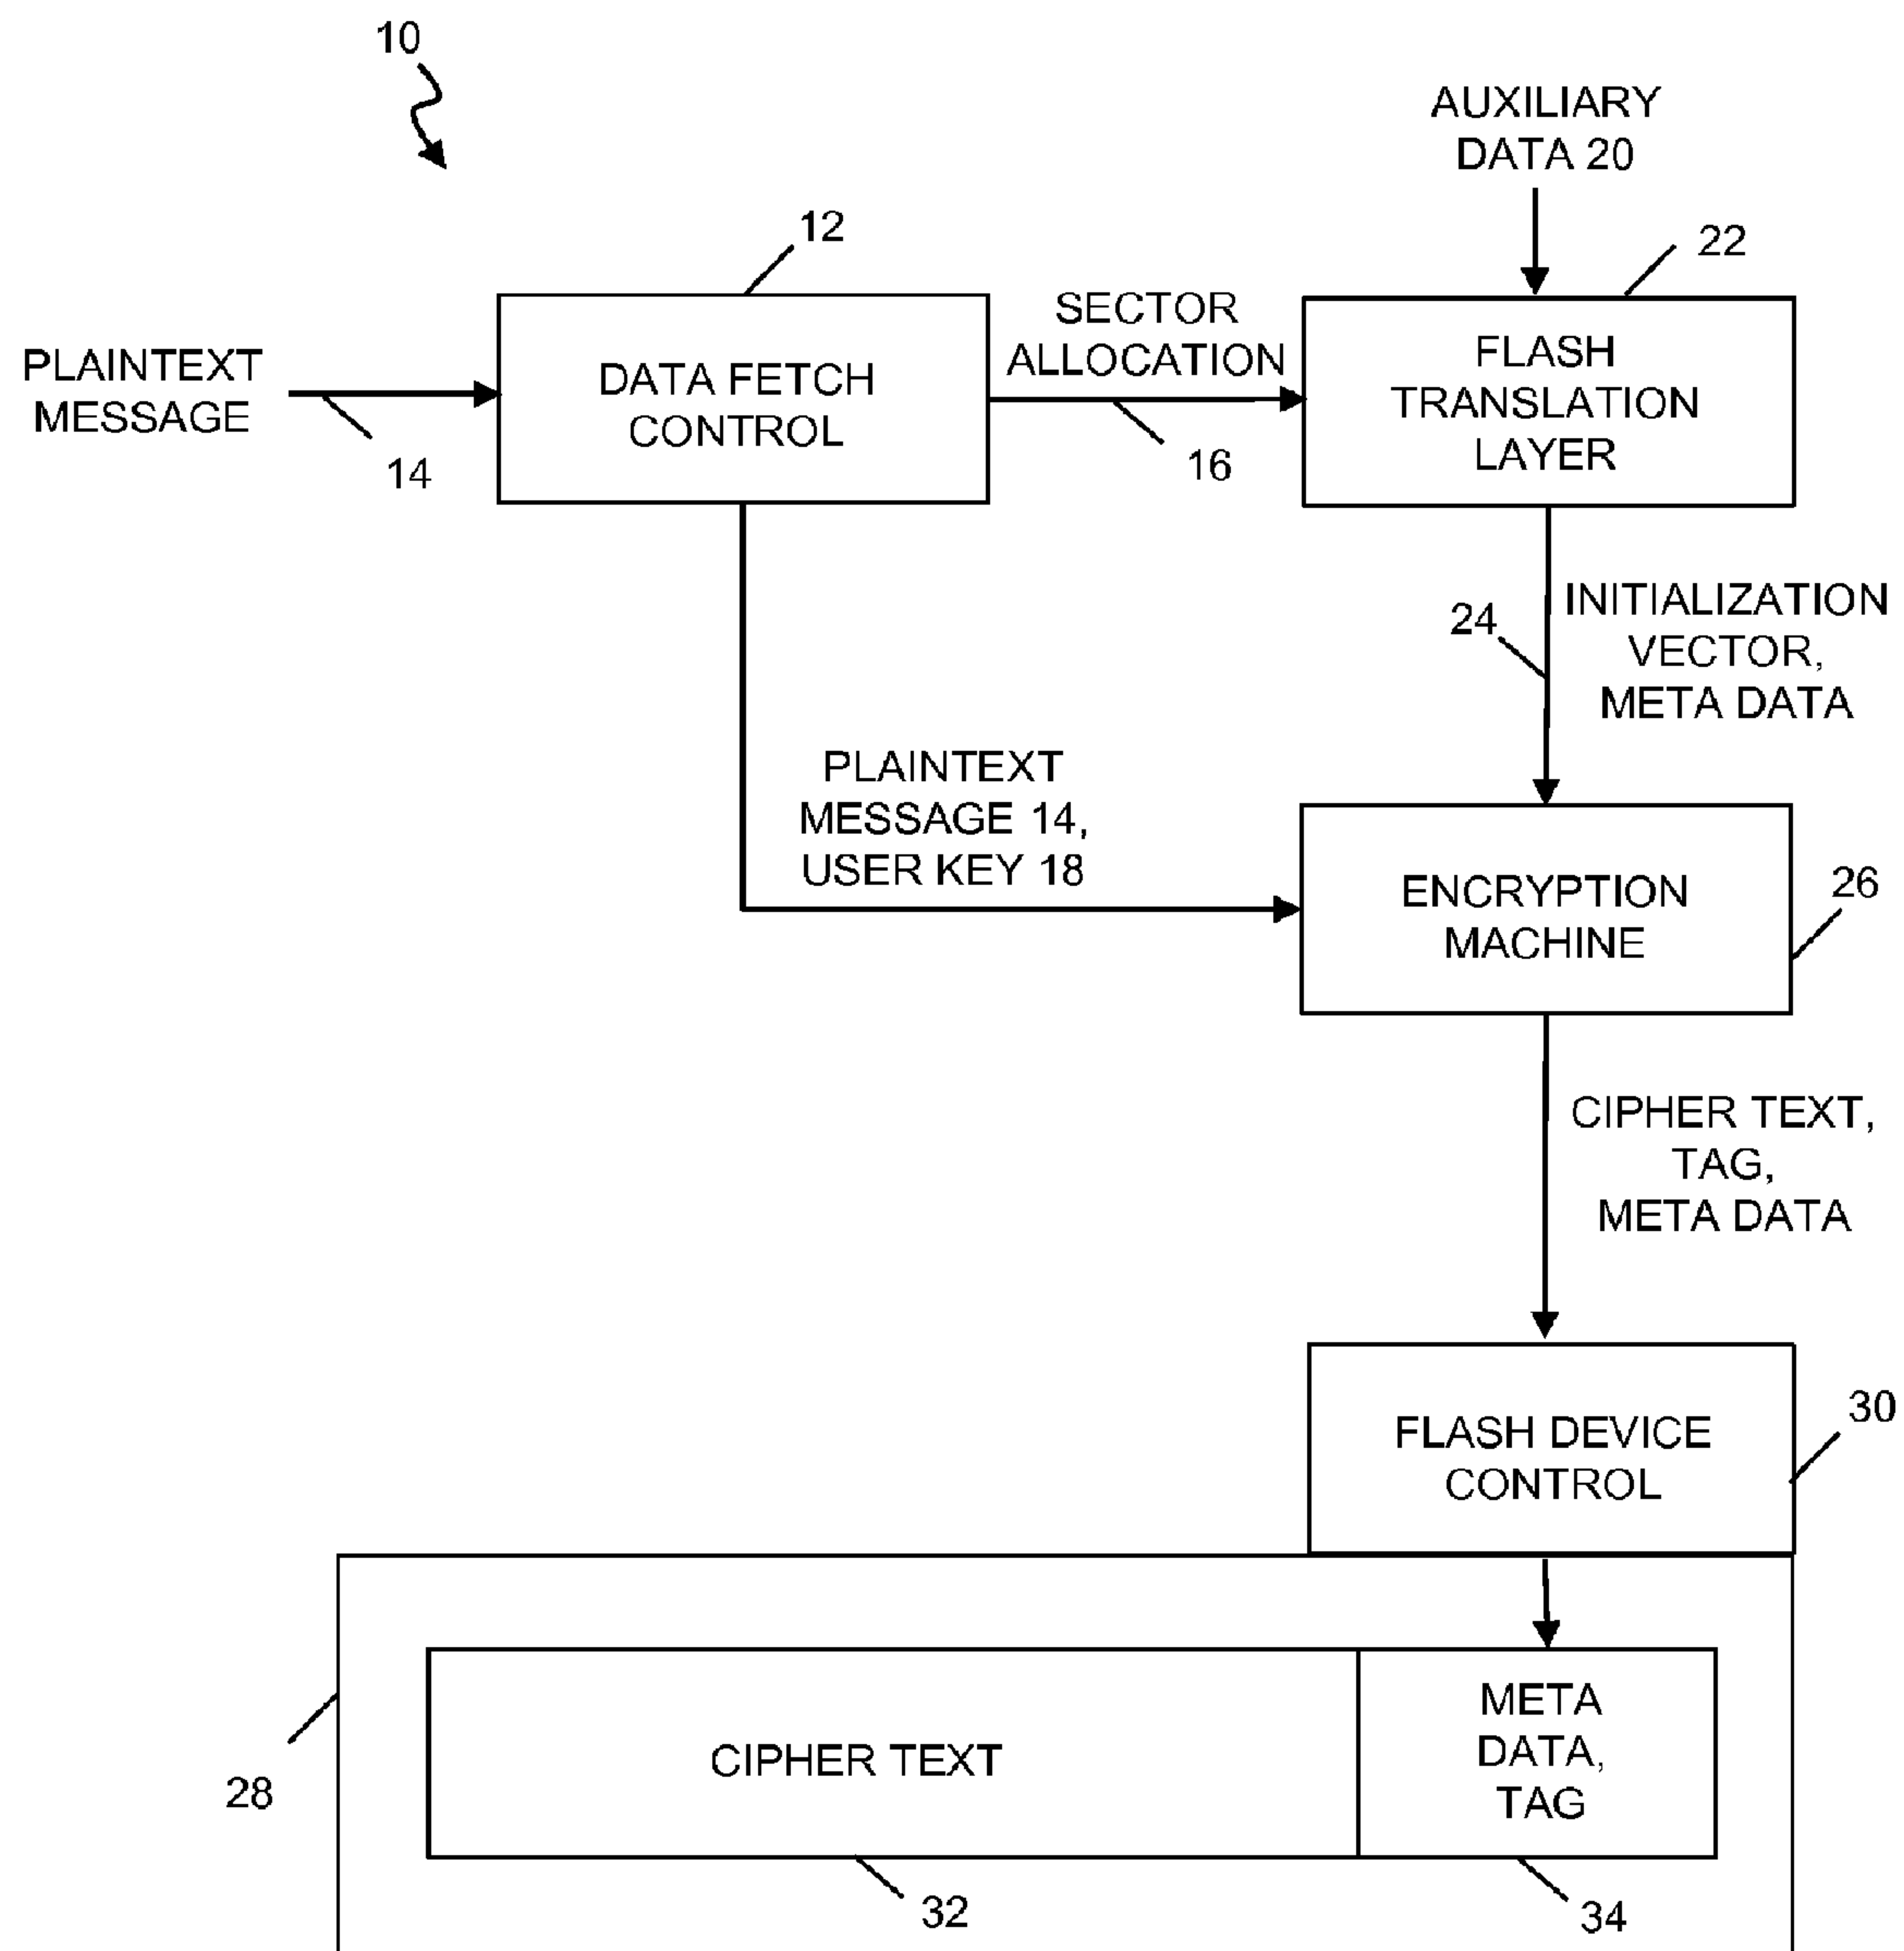 10
AUXILIARY
DATA 20
12
22
PLAINTEXT
MESSAGE
14
DATA FETCH
CONTROL
SECTOR
ALLOCATION
16
FLASH
TRANSLATION
LAYER
24
INITIALIZATION
VECTOR,
META DATA
PLAINTEXT
MESSAGE 14,
USER KEY 18
ENCRYPTION
MACHINE
26
CIPHER TEXT,
TAG,
META DATA
FLASH DEVICE
CONTROL
30
28
CIPHER TEXT
META
DATA,
TAG
32
34